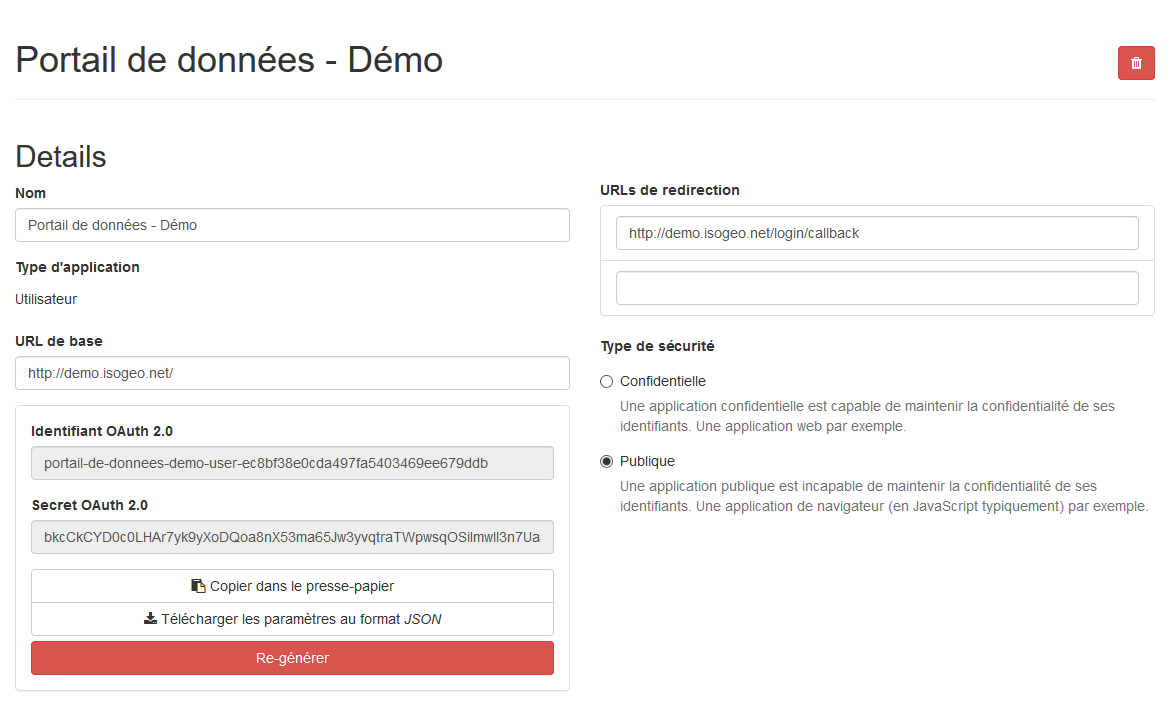 Portail de données - Démo
Details
Nom
Portail de données - Démo
Type d'application
Utilisateur
URL de base
http://demo.isogeo.net/
Identifiant OAuth 2.0
portail-de-donnees-demo-user-ec8bf38e0cda497fa5403469ee679ddb
Secret OAuth 2.0
bkcCkCYD0c0LHAr7yk9yXoDQoa8nX53ma65Jw3yvqtraTWpwsqOSilmwll3n7Ua
Copier dans le presse-papier
Télécharger les paramètres au format JSON
Re-générer
URLs de redirection
http://demo.isogeo.net/login/callback
Type de sécurité
Confidentielle
Une application confidentielle est capable de maintenir la confidentialité de ses
identifiants. Une application web par exemple.
Publique
Une application publique est incapable de maintenir la confidentialité de ses
identifiants. Une application de navigateur (en JavaScript typiquement) par exemple.